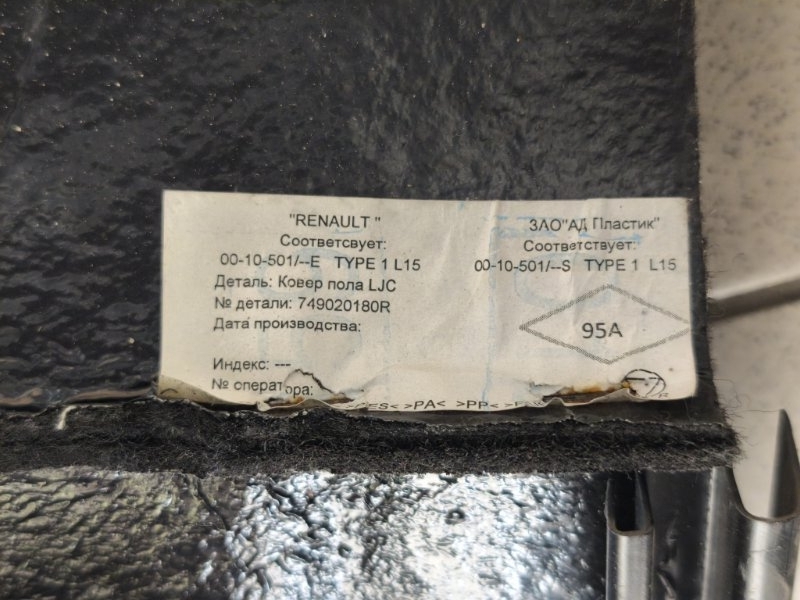 "RENAULT"
Соответсвует:
00-10-501/--E TYPE 1 L15
Деталь: Ковер пола LJC
№ детали: 749020180R
Дата производства:
Индекс: ---
№ оператора:
ЗАО"АД Пластик"
Соответствует:
00-10-501/--S TYPE 1 L15
95A
>PA< >PP<